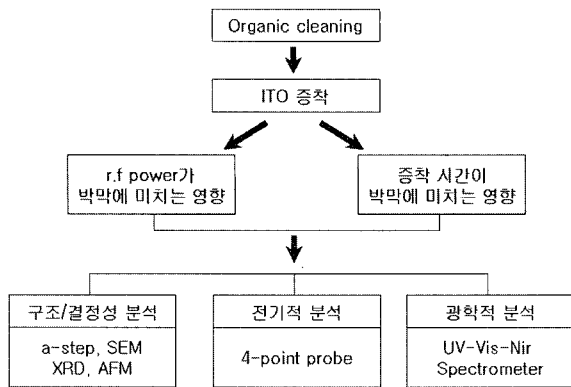 Organic cleaning
ITO 증착
r.f power가
박막에 미치는 영향
증착 시간이
박막에 미치는 영향
구조/결정성 분석
a-step, SEM
XRD, AFM
전기적 분석
4-point probe
광학적 분석
UV-Vis-Nir
Spectrometer